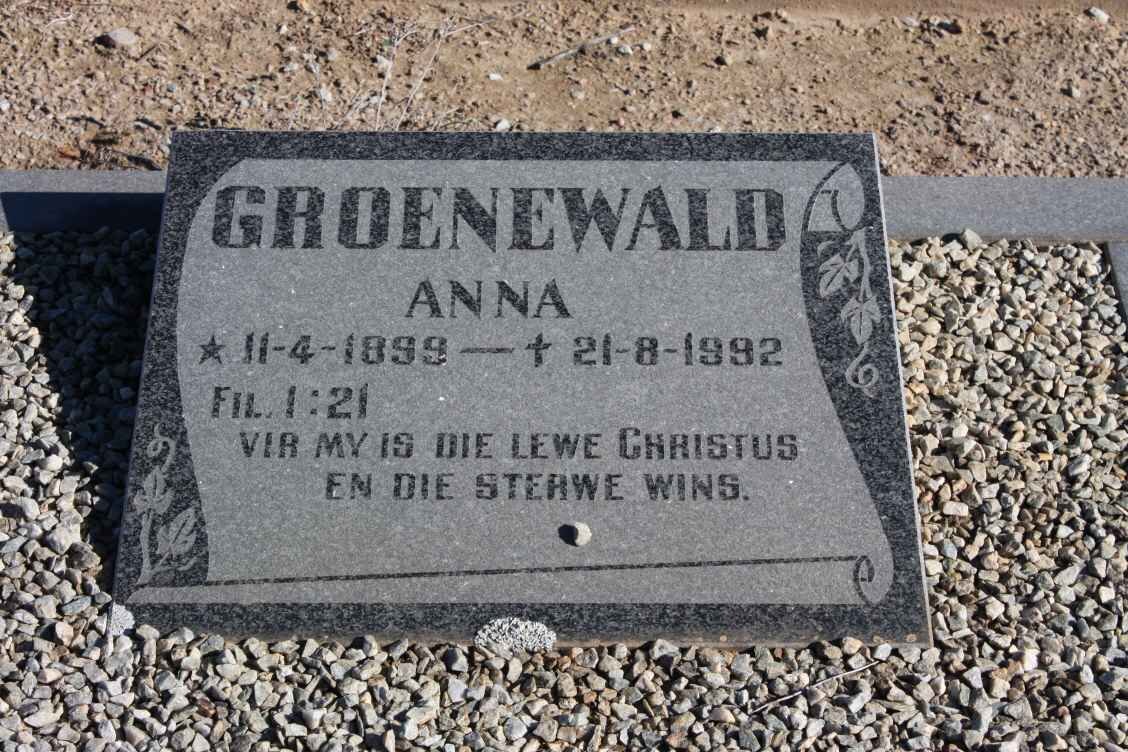 GROENEWALD
ANNA
★ 11-4-1899 — ✝ 21-8-1992
FIL. 1:21
VIR MY IS DIE LEWE CHRISTUS
EN DIE STERWE WINS.